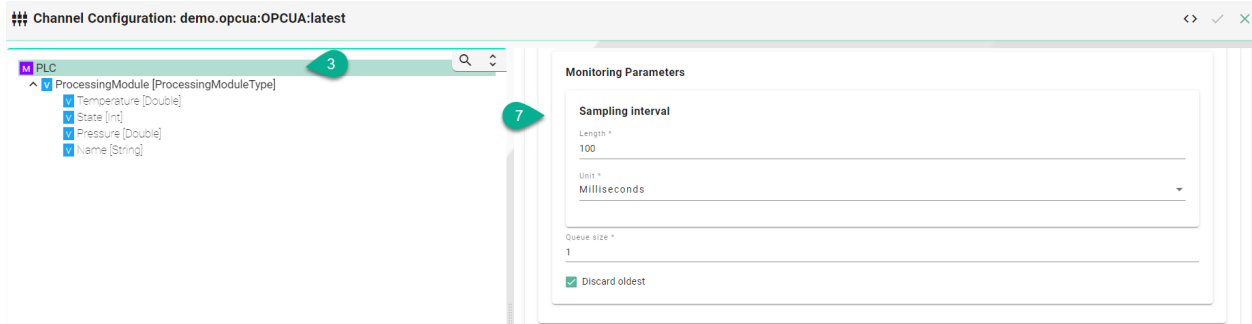 Channel Configuration: demo.opcua:OPCUA:latest
M PLC
3
V ProcessingModule [ProcessingModuleType]
V Temperature [Double]
V State [Int]
V Pressure [Double]
V Name [String]
Monitoring Parameters
7
Sampling interval
Length *
100
Unit *
Milliseconds
Queue size *
1
Discard oldest